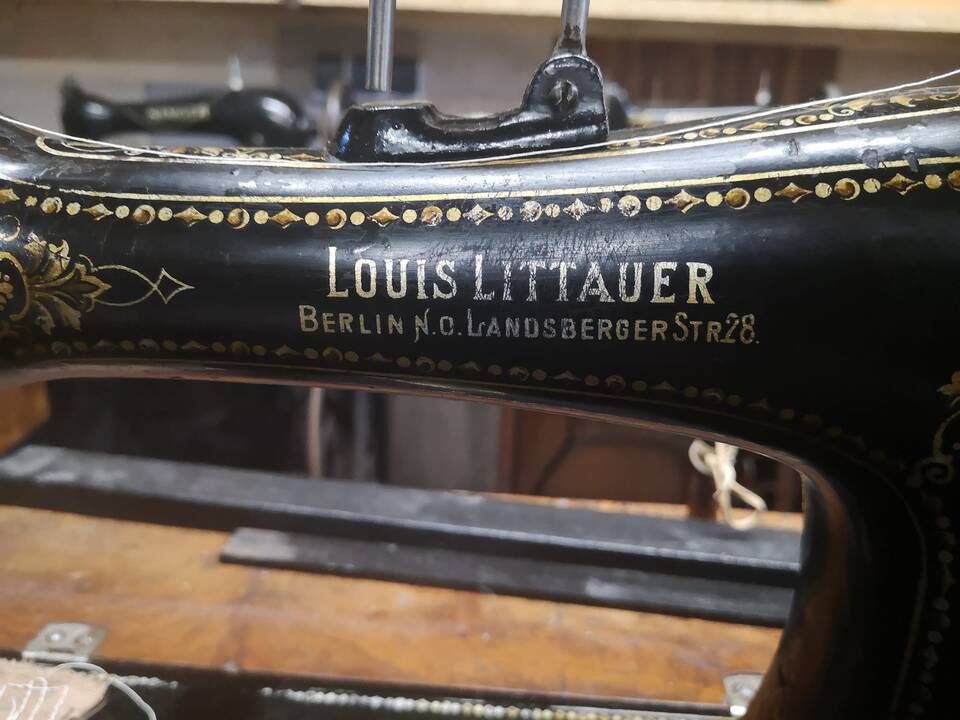 LOUIS LITTAUER
BERLIN N.O. LANDSBERGER STR.28.